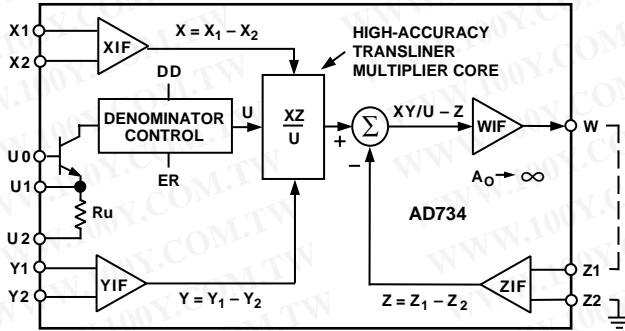 X1
X2
XIF
X = X1 – X2
HIGH-ACCURACY
TRANSLINER
MULTIPLIER CORE
DD
DENOMINATOR
CONTROL
U
XZ
U
+
Σ
–
XY/U – Z
WIF
W
U0
ER
U1
Ru
U2
AO → ∞
AD734
Y1
Y2
YIF
Y = Y1 – Y2
Z = Z1 – Z2
ZIF
Z1
Z2
WWW.100Y.COM.TW